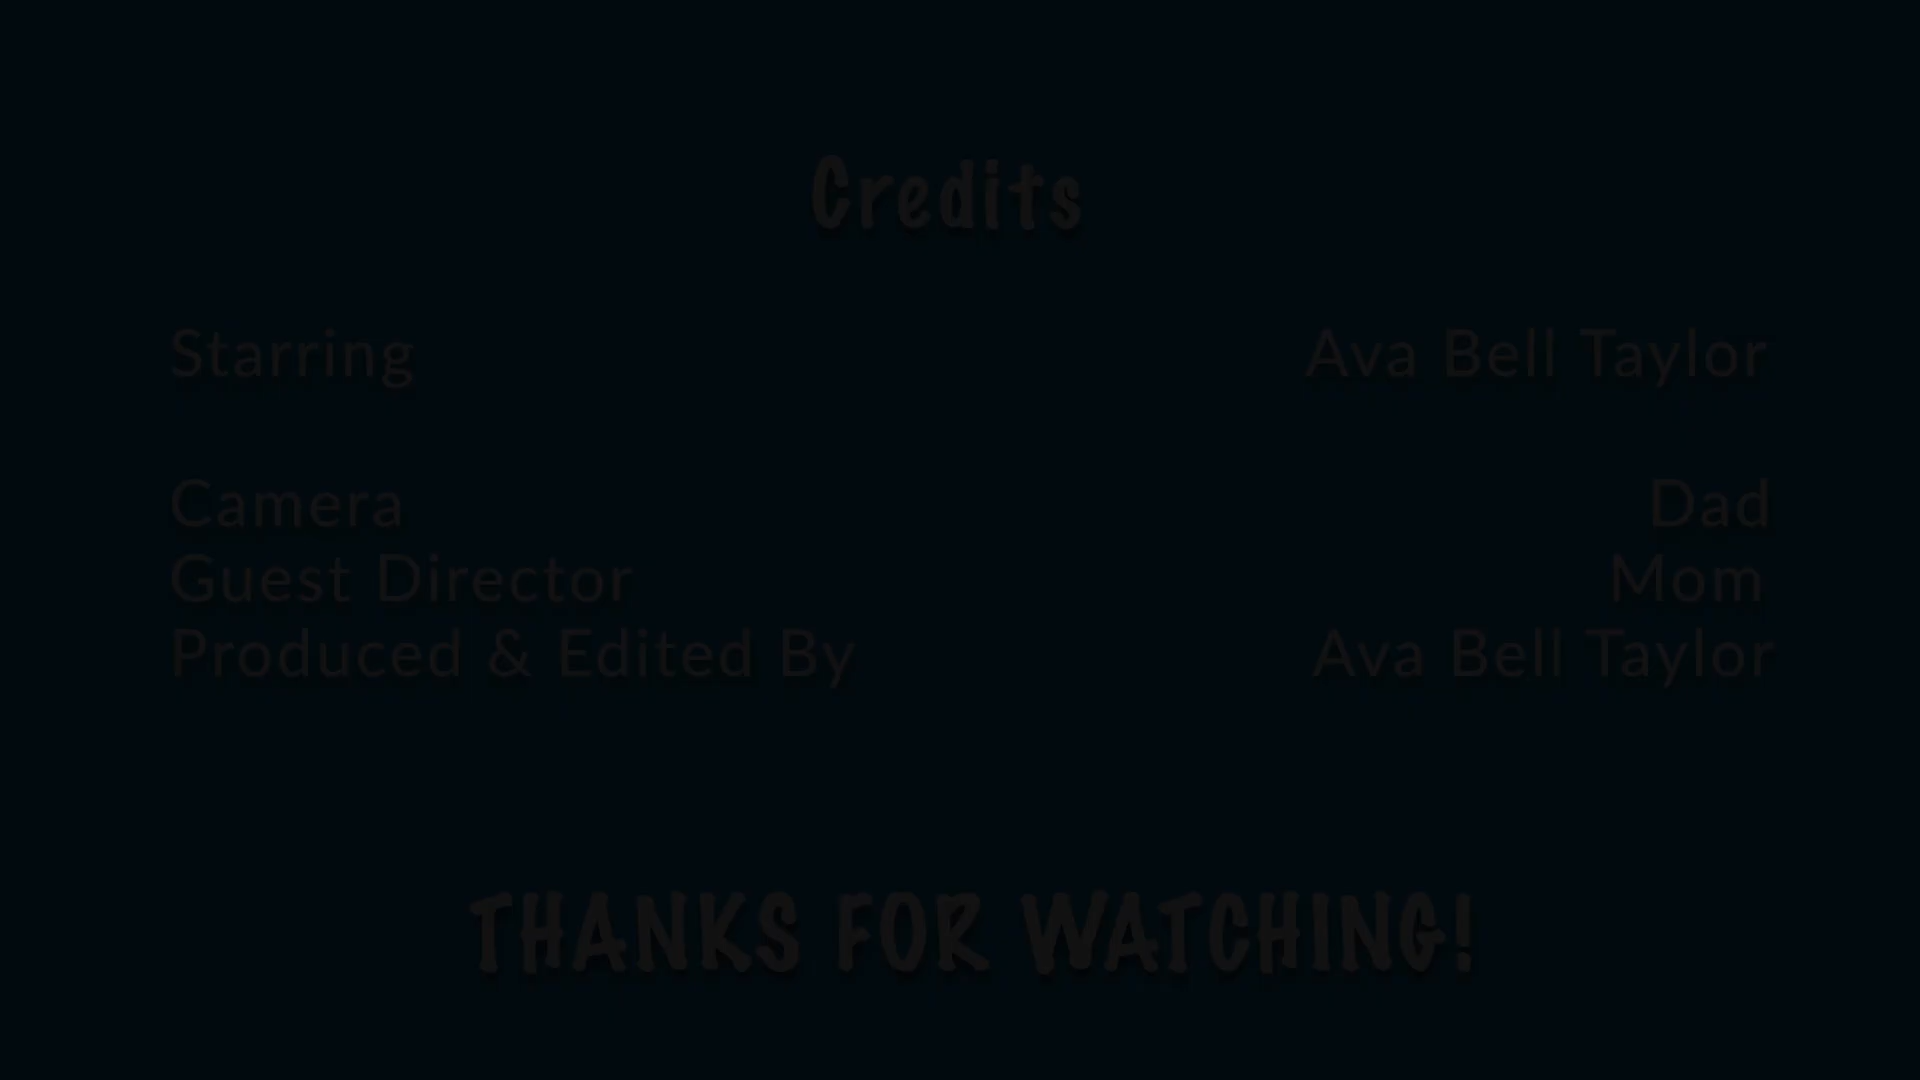 Credits
Starring Ava Bell Taylor
Camera Dad
Guest Director Mom
Produced & Edited By Ava Bell Taylor
THANKS FOR WATCHING!